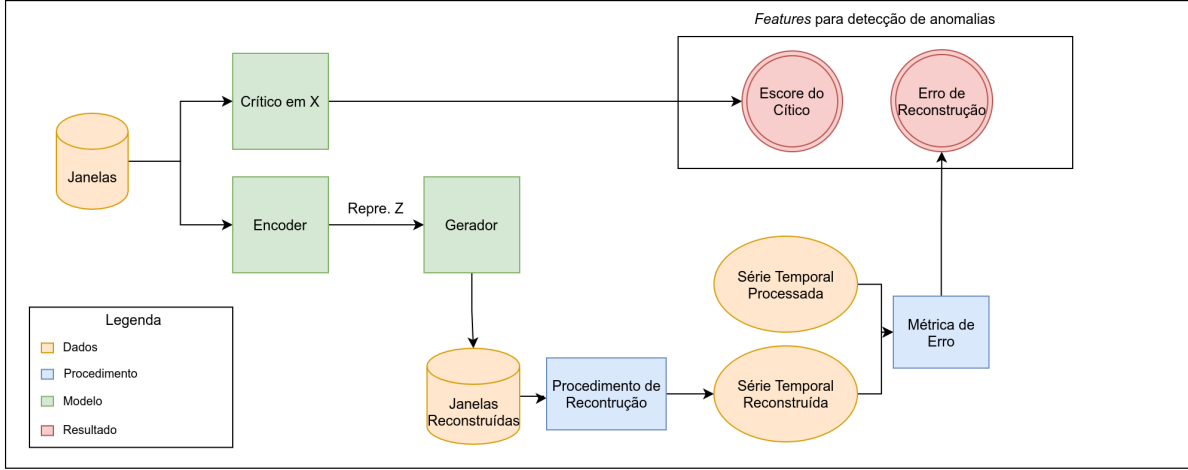 Features para detecção de anomalias
Crítico em X
Escore do
Cítico
Erro de
Reconstrução
Janelas
Encoder
Repre. Z
Gerador
Série Temporal
Processada
Métrica de
Erro
Janelas
Reconstruídas
Procedimento de
Recontrução
Série Temporal
Reconstruída
Legenda
Dados
Procedimento
Modelo
Resultado